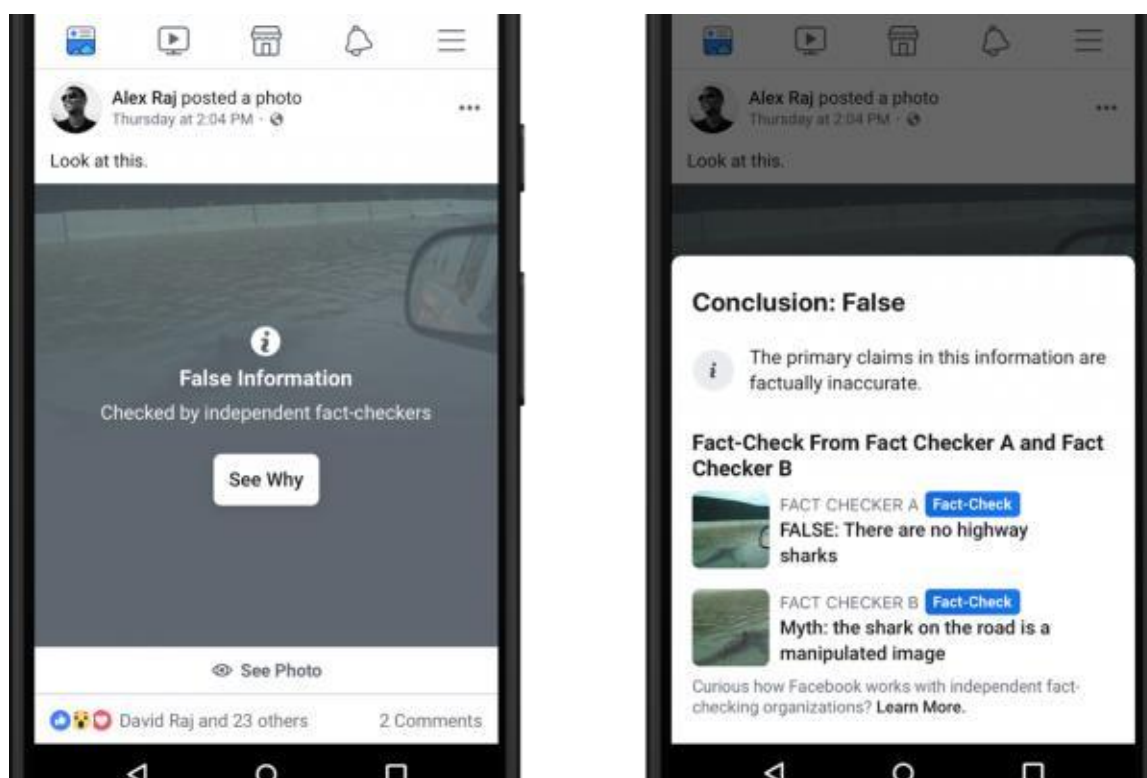 Alex Raj posted a photo
Thursday at 2:04 PM ·
Look at this.
False Information
Checked by independent fact-checkers
See Why
See Photo
David Raj and 23 others 2 Comments
Alex Raj posted a photo
Thursday at 2:04 PM ·
Look at this.
Conclusion: False
The primary claims in this information are
factually inaccurate.
Fact-Check From Fact Checker A and Fact
Checker B
FACT CHECKER A Fact-Check
FALSE: There are no highway
sharks
FACT CHECKER B Fact-Check
Myth: the shark on the road is a
manipulated image
Curious how Facebook works with independent fact-
checking organizations? Learn More.